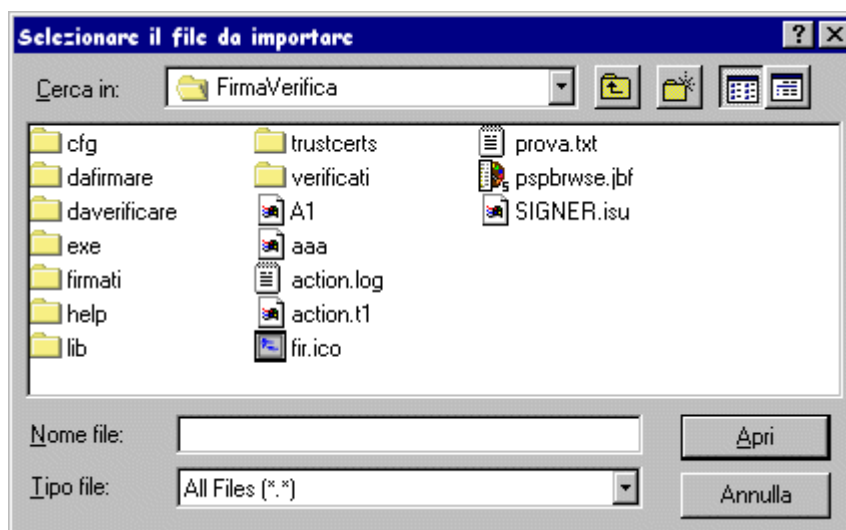 Selezionare il file da importare
Cerca in: FirmaVerifica
cfg trustcerts prova.txt
dafirmare verificati pspbrwse.jbf
daverificare A1 SIGNER.isu
exe aaa
firmati action.log
help action.t1
lib fir.ico
Nome file: Apri
Tipo file: All Files (*.*) Annulla